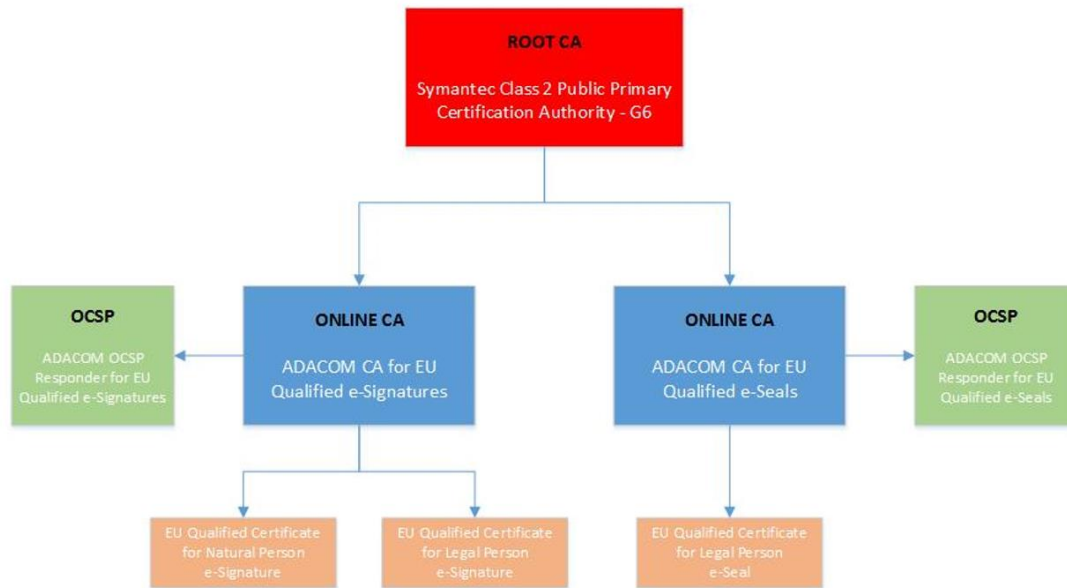 ROOT CA
Symantec Class 2 Public Primary
Certification Authority - G6
OCSP
ADACOM OCSP
Responder for EU
Qualified e-Signatures
ONLINE CA
ADACOM CA for EU
Qualified e-Signatures
ONLINE CA
ADACOM CA for EU
Qualified e-Seals
OCSP
ADACOM OCSP
Responder for EU
Qualified e-Seals
EU Qualified Certificate
for Natural Person
e-Signature
EU Qualified Certificate
for Legal Person
e-Signature
EU Qualified Certificate
for Legal Person
e-Seal